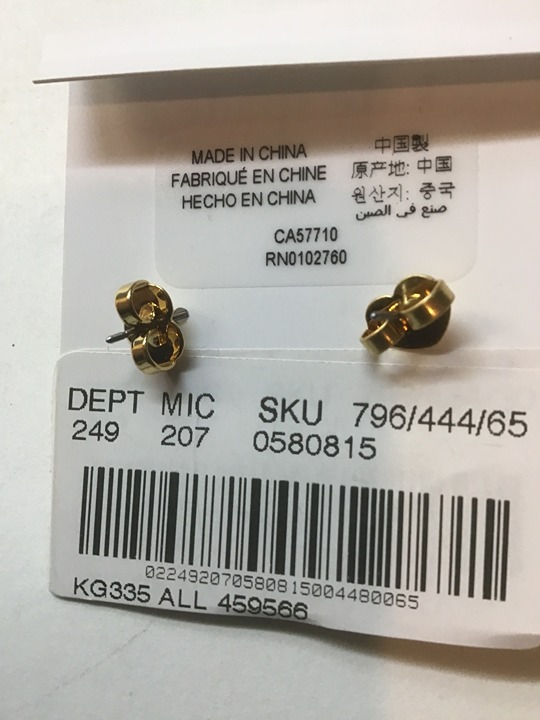 MADE IN CHINA
FABRIQUÉ EN CHINE
HECHO EN CHINA
中国製
原产地: 中国
원산지: 중국
صنع في الصين
CA57710
RN0102760
DEPT MIC SKU 796/444/65
249 207 0580815
022492070580815004480065
KG335 ALL 459566